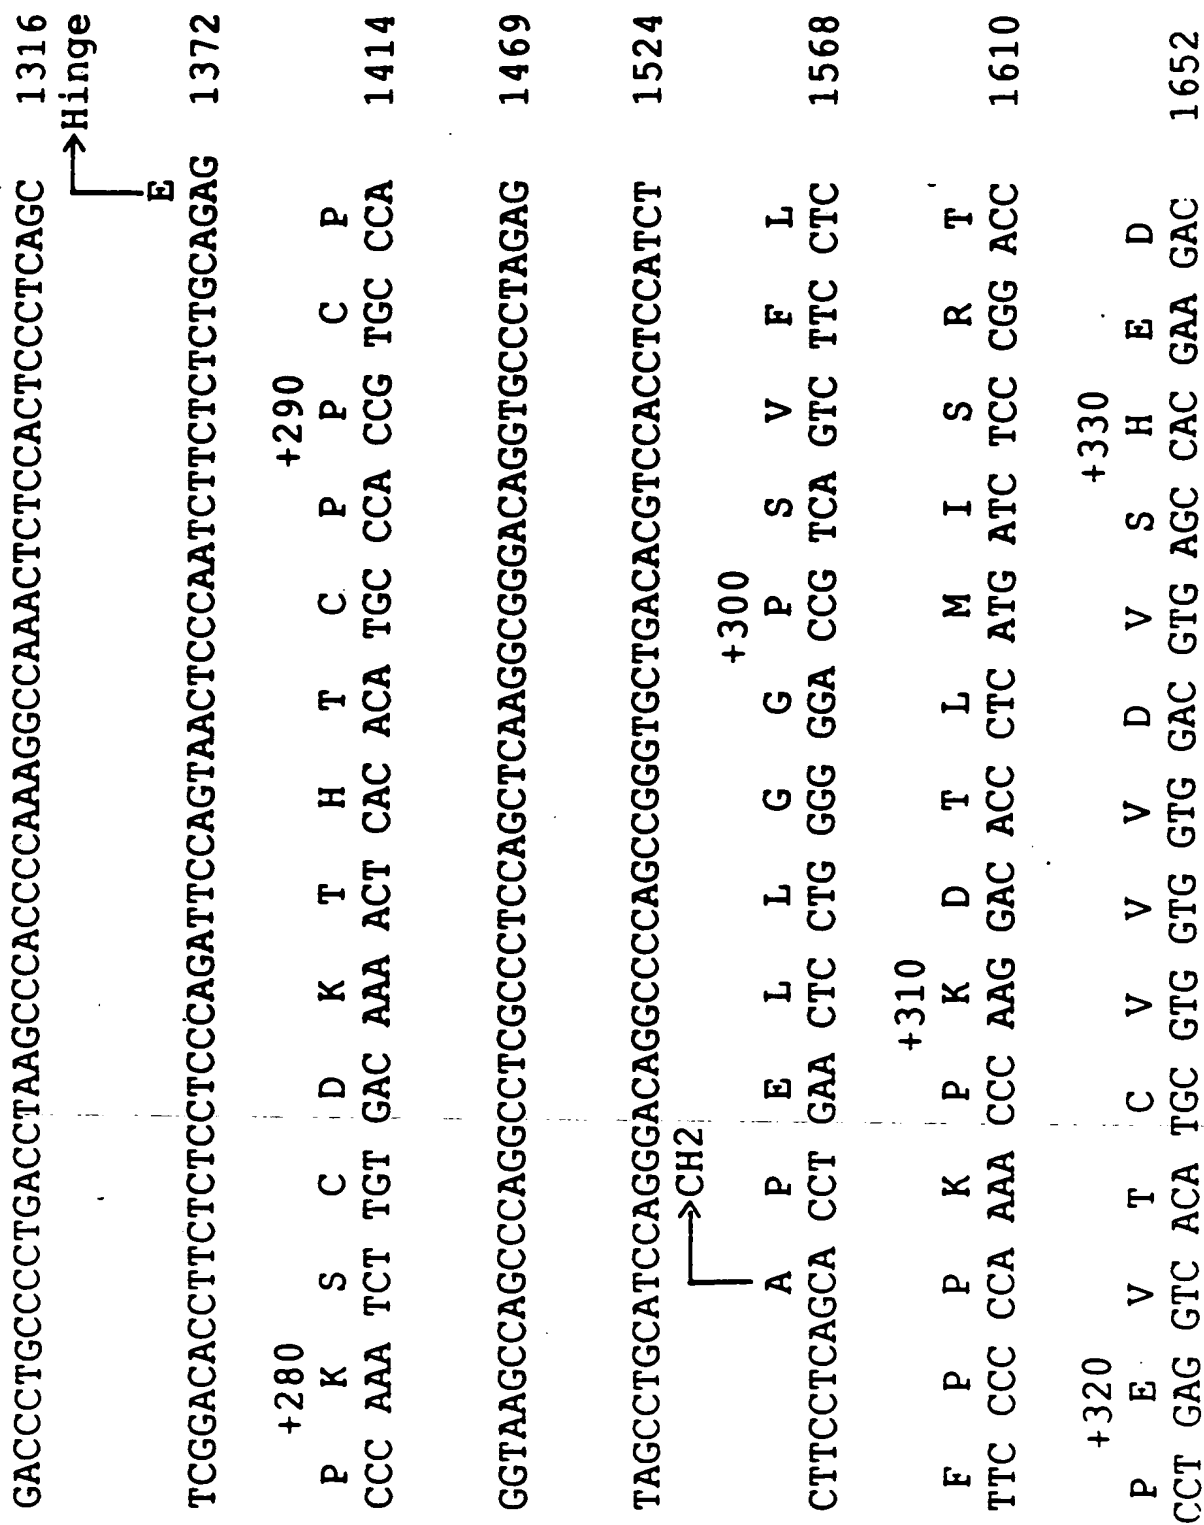 GACCCTGCCCCTGACCTAAGCCCACCCCAAAGGCCAAACTCTCCACTCCCTCAGC 1316
Hinge
E
TCGGACACCTTCTCTCCTCCCAGATTCCAGTAACTCCCAATCTTCTCTCTGCAGAG 1372
+280 +290
P K S C D K T H T C P P C P
CCC AAA TCT TGT GAC AAA ACT CAC ACA TGC CCA CCG TGC CCA 1414
GGTAAGCCAGCCCAGGCCTCGCCCTCCAGCTCAAGGCGGGACAGGTGCCCTAGAG 1469
TAGCCTGCATCCAGGGACAGGCCCCAGCCGGGTGCTGACACGTCCACCTCCATCT 1524
CH2
+300
A P E L L G G P S V F L
CTTCCTCAGCA CCT GAA CTC CTG GGG GGA CCG TCA GTC TTC CTC 1568
+310
F P P K P K D T L M I S R T
TTC CCC CCA AAA CCC AAG GAC ACC CTC ATG ATC TCC CGG ACC 1610
+320 +330
P E V T C V V V D V S H E D
CCT GAG GTC ACA TGC GTG GTG GTG GAC GTG AGC CAC GAA GAC 1652